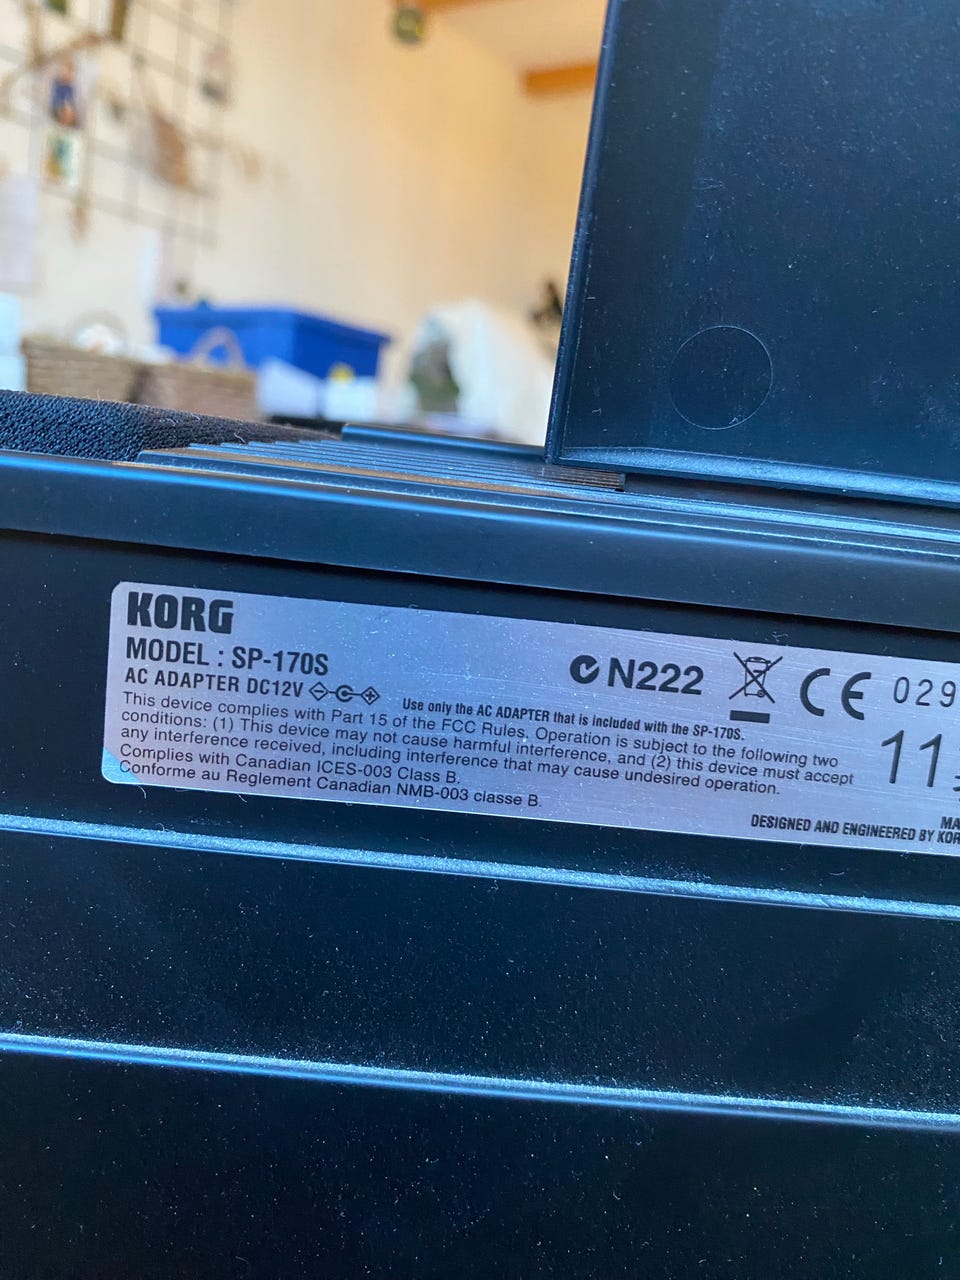 KORG
MODEL : SP-170S
AC ADAPTER DC12V
Use only the AC ADAPTER that is included with the SP-170S.
N222
CE
029
This device complies with Part 15 of the FCC Rules. Operation is subject to the following two
conditions: (1) This device may not cause harmful interference, and (2) this device must accept
any interference received, including interference that may cause undesired operation.
Complies with Canadian ICES-003 Class B.
Conforme au Reglement Canadian NMB-003 classe B.
11
MA
DESIGNED AND ENGINEERED BY KOR